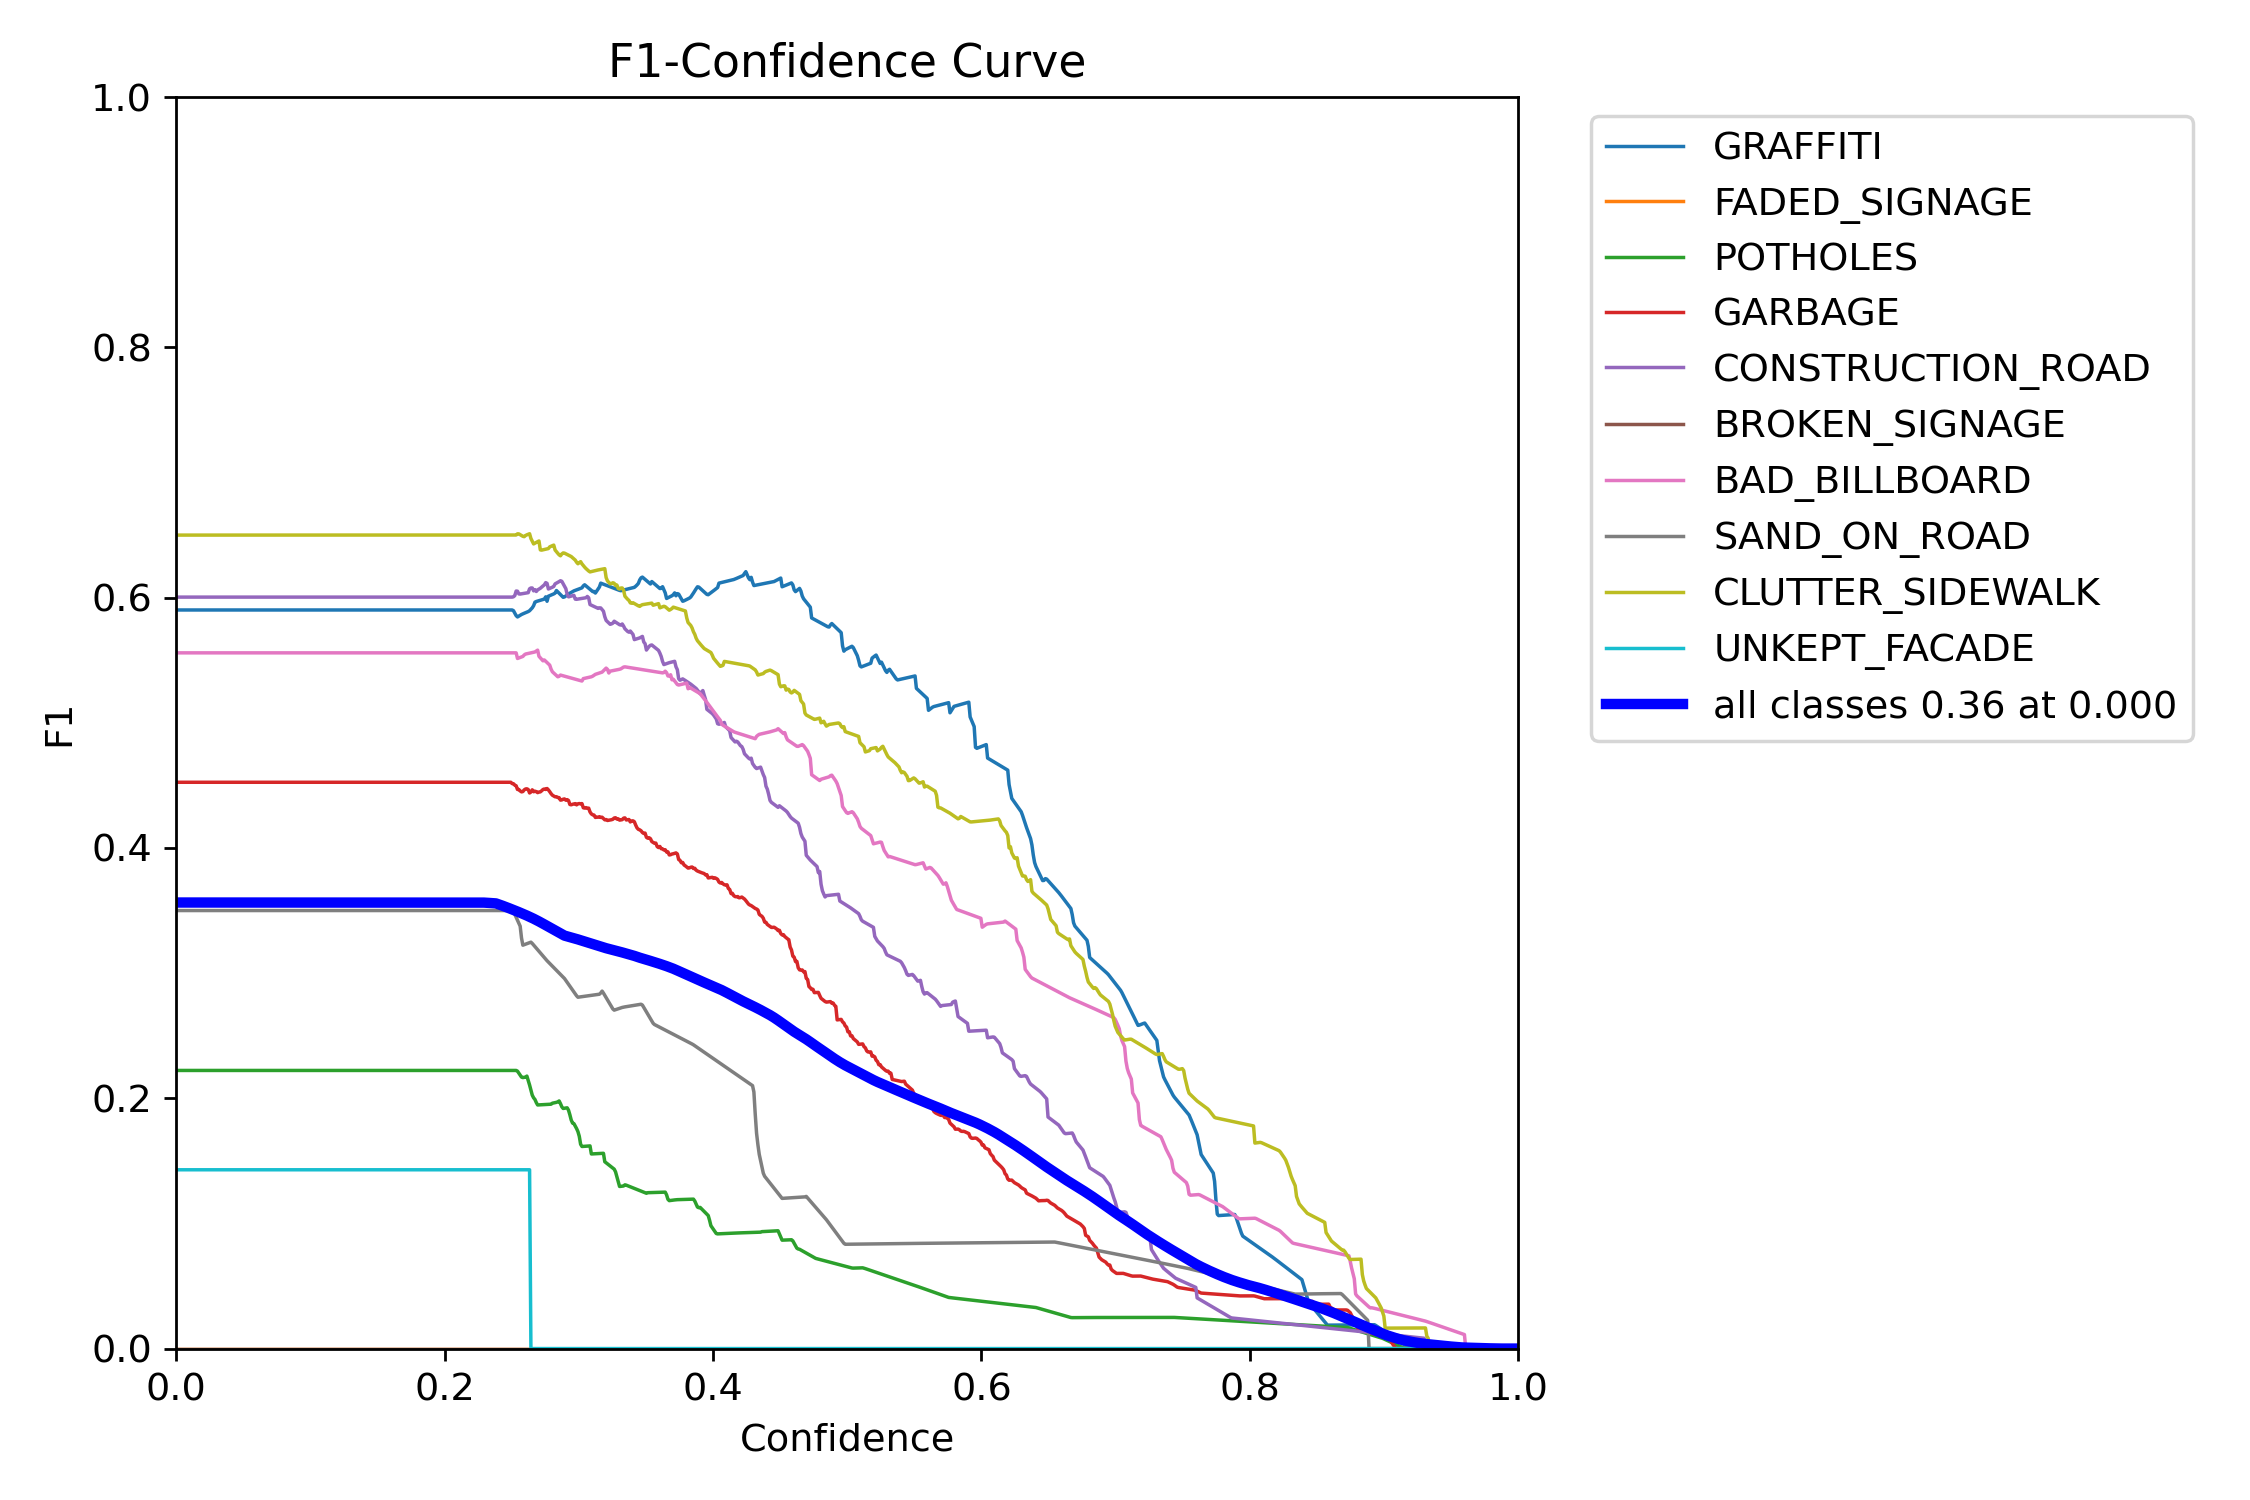 F1-Confidence Curve
1.0
0.8
0.6
0.4
0.2
0.0
F1
0.0 0.2 0.4 0.6 0.8 1.0
Confidence
GRAFFITI
FADED_SIGNAGE
POTHOLES
GARBAGE
CONSTRUCTION_ROAD
BROKEN_SIGNAGE
BAD_BILLBOARD
SAND_ON_ROAD
CLUTTER_SIDEWALK
UNKEPT_FACADE
all classes 0.36 at 0.000